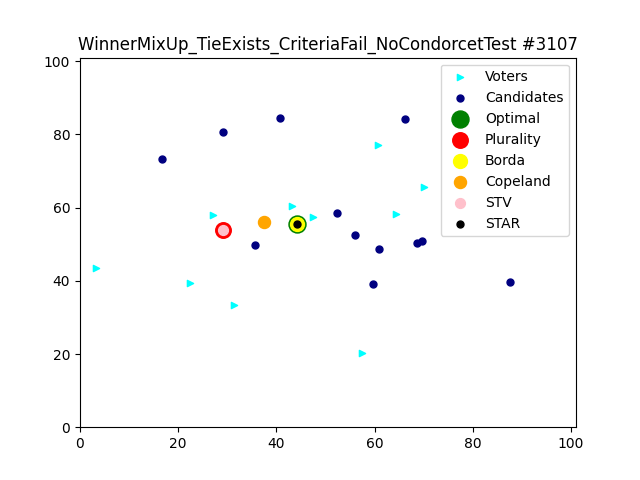 WinnerMixUp_TieExists_CriteriaFail_NoCondorcetTest #3107
100
80
60
40
20
0
0 20 40 60 80 100
Voters
Candidates
Optimal
Plurality
Borda
Copeland
STV
STAR